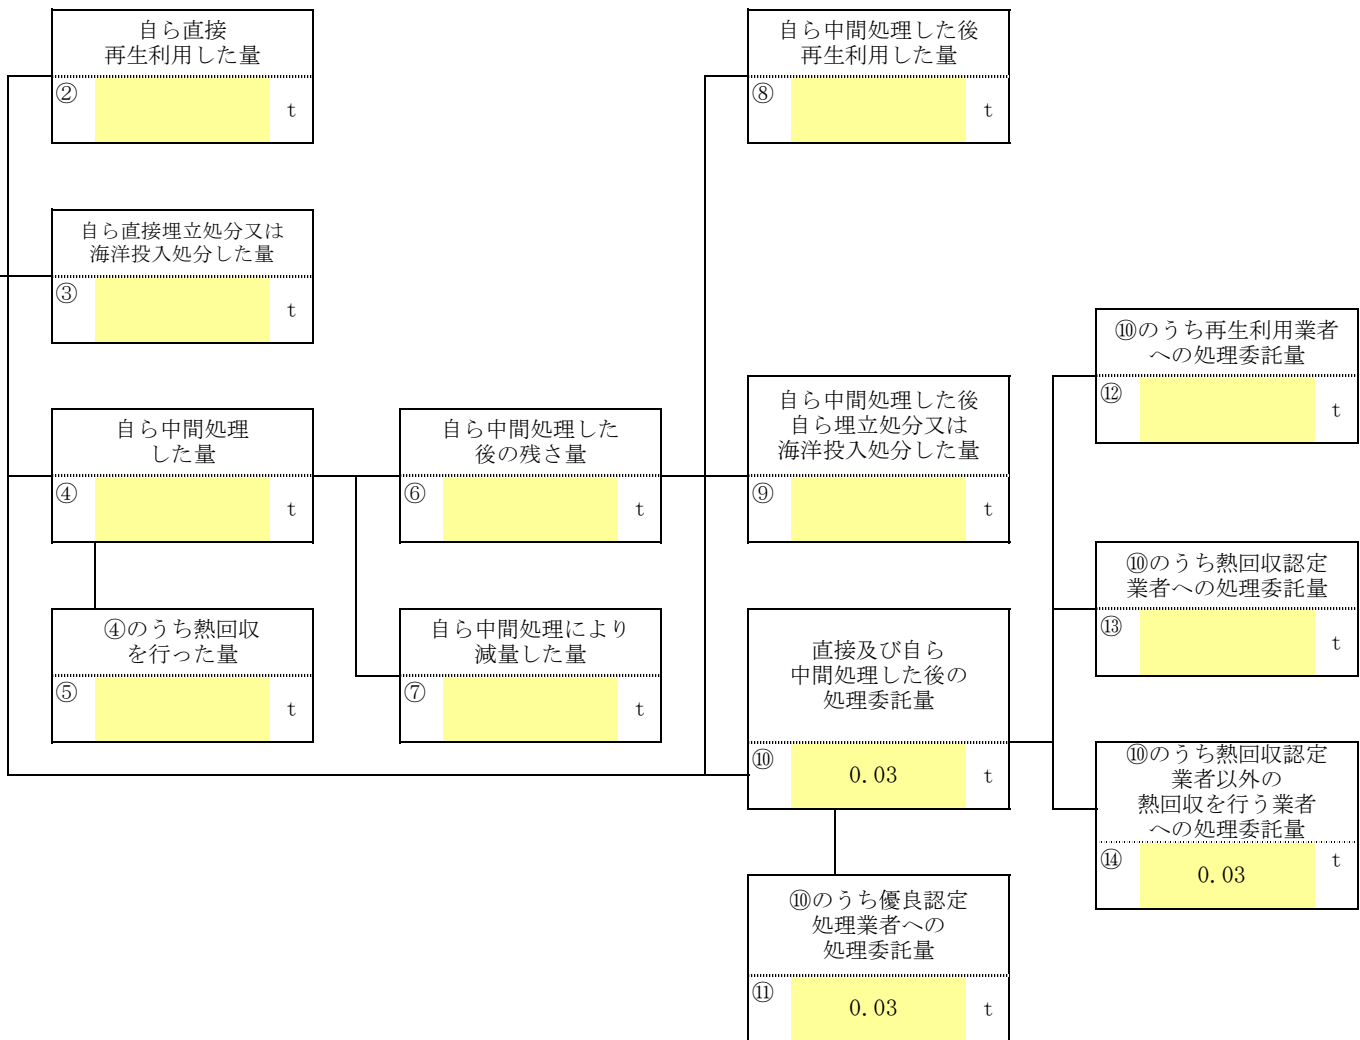 自ら直接
再生利用した量
②
t
自ら中間処理した後
再生利用した量
⑧
t
自ら直接埋立処分又は
海洋投入処分した量
③
t
⑩のうち再生利用業者
への処理委託量
⑫
t
自ら中間処理
した量
④
t
自ら中間処理した
後の残さ量
⑥
t
自ら中間処理した後
自ら埋立処分又は
海洋投入処分した量
⑨
t
⑩のうち熱回収認定
業者への処理委託量
⑬
t
④のうち熱回収
を行った量
⑤
t
自ら中間処理により
減量した量
⑦
t
直接及び自ら
中間処理した後の
処理委託量
⑩
0.03 t
⑩のうち熱回収認定
業者以外の
熱回収を行う業者
への処理委託量
⑭
0.03 t
⑩のうち優良認定
処理業者への
処理委託量
⑪
0.03 t